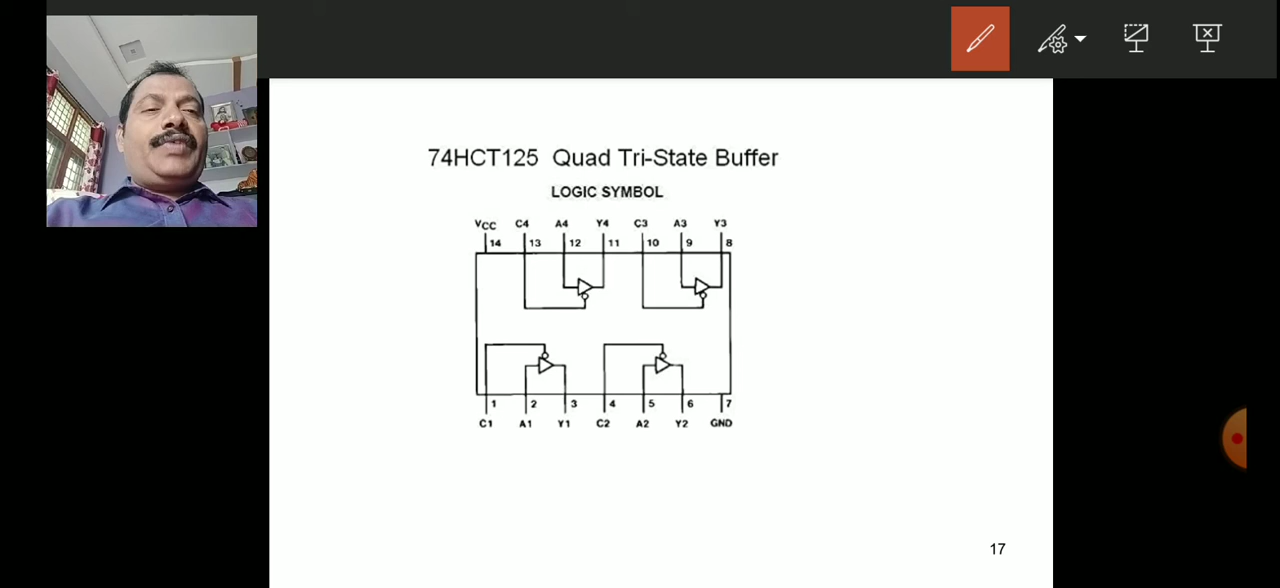 74HCT125 Quad Tri-State Buffer
LOGIC SYMBOL
VCC C4 A4 Y4 C3 A3 Y3
14 13 12 11 10 9 8
1 2 3 4 5 6 7
C1 A1 Y1 C2 A2 Y2 GND
17